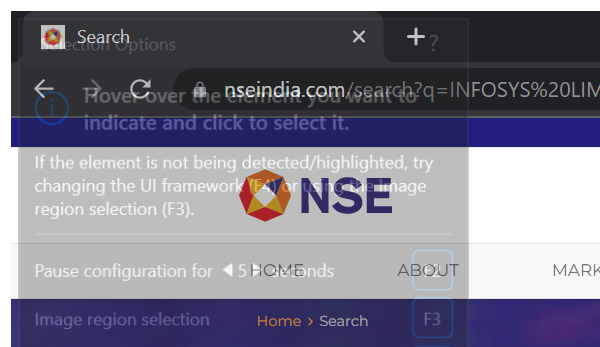 Search
Selection Options
?
nseindia.com/search?q=INFOSYS%20LIM
Hover over the element you want to
indicate and click to select it.
If the element is not being detected/highlighted, try
changing the UI framework (F4) or using the Image
region selection (F3).
NSE
Pause configuration for 5 seconds F2
HOME ABOUT MARK
Image region selection F3
Home > Search